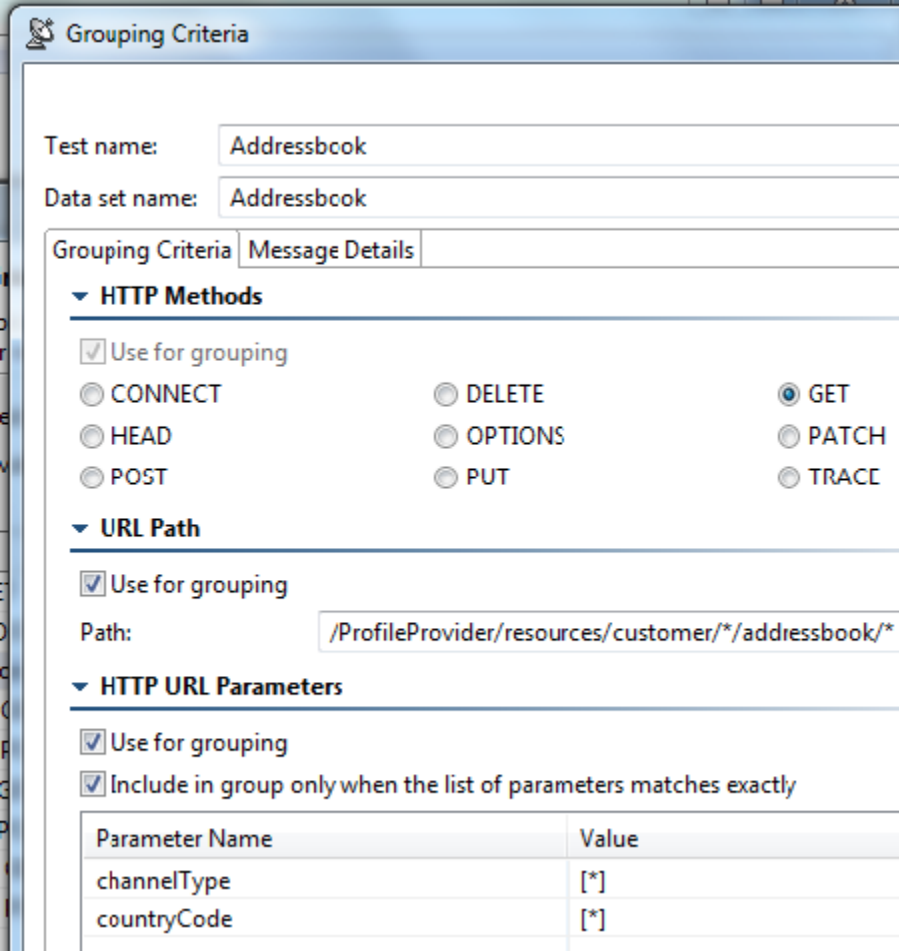 Grouping Criteria
Test name: Addressbook
Data set name: Addressbook
Grouping Criteria Message Details
HTTP Methods
Use for grouping
CONNECT DELETE GET
HEAD OPTIONS PATCH
POST PUT TRACE
URL Path
Use for grouping
Path: /ProfileProvider/resources/customer/*/addressbook/*
HTTP URL Parameters
Use for grouping
Include in group only when the list of parameters matches exactly
Parameter Name Value
channelType [*]
countryCode [*]